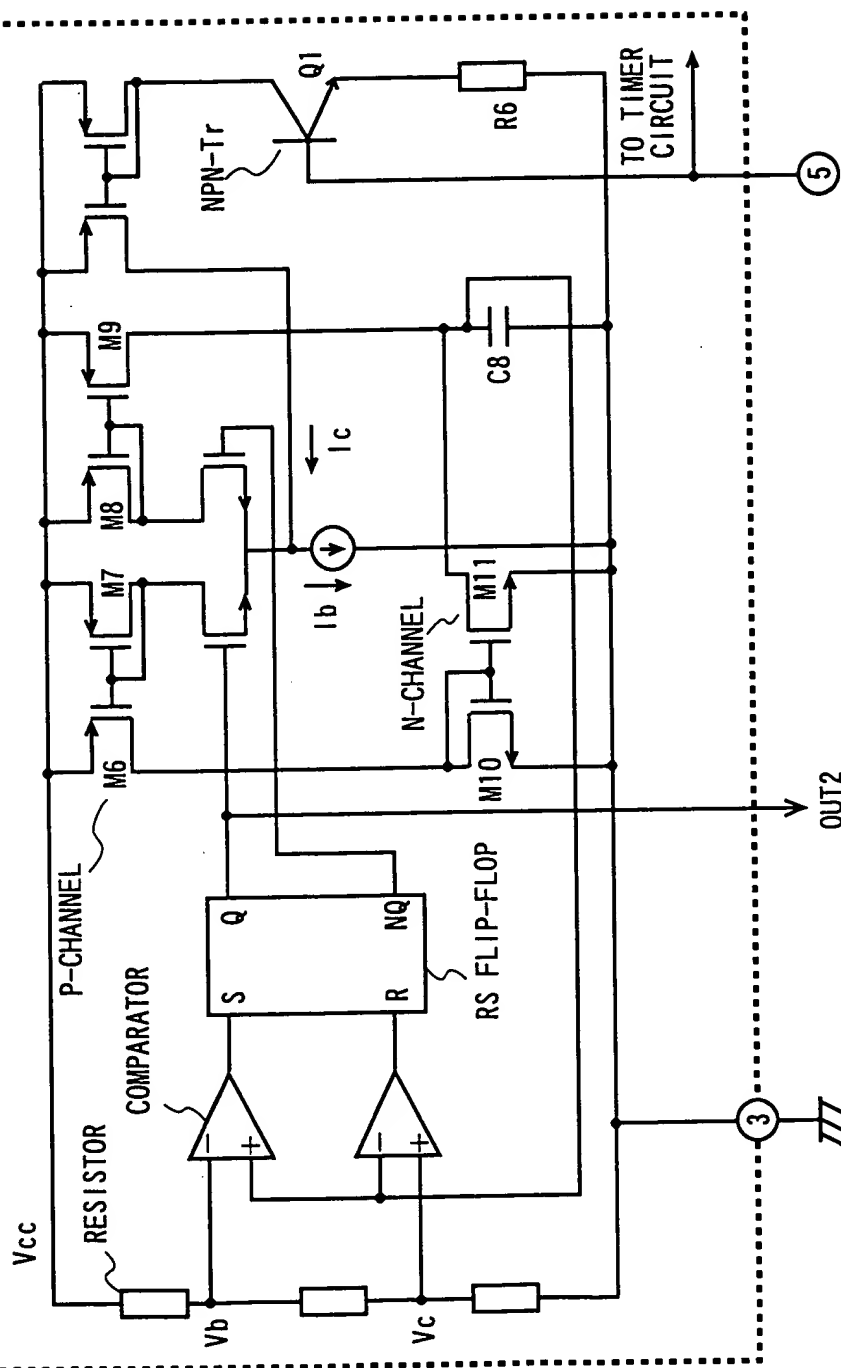 Vcc
RESISTOR
COMPARATOR
P-CHANNEL
M6
M7
M8
M9
NPN-Tr
Q1
Vb
−
+
S
Q
Ib
Ic
Vc
−
+
R
NQ
RS FLIP-FLOP
N-CHANNEL
M10
M11
C8
R6
TO TIMER
CIRCUIT
3
OUT2
5